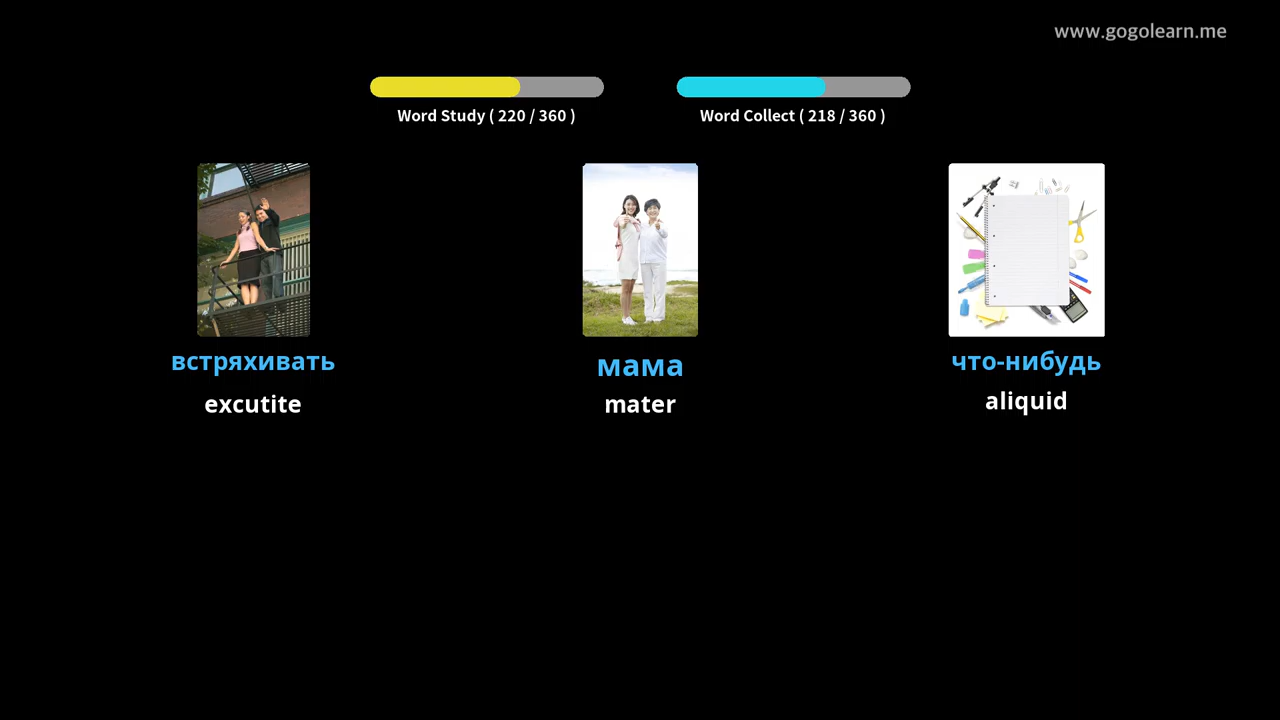 www.gogolearn.me
Word Study ( 220 / 360 )
Word Collect ( 218 / 360 )
встряхивать
excutite
мама
mater
что-нибудь
aliquid